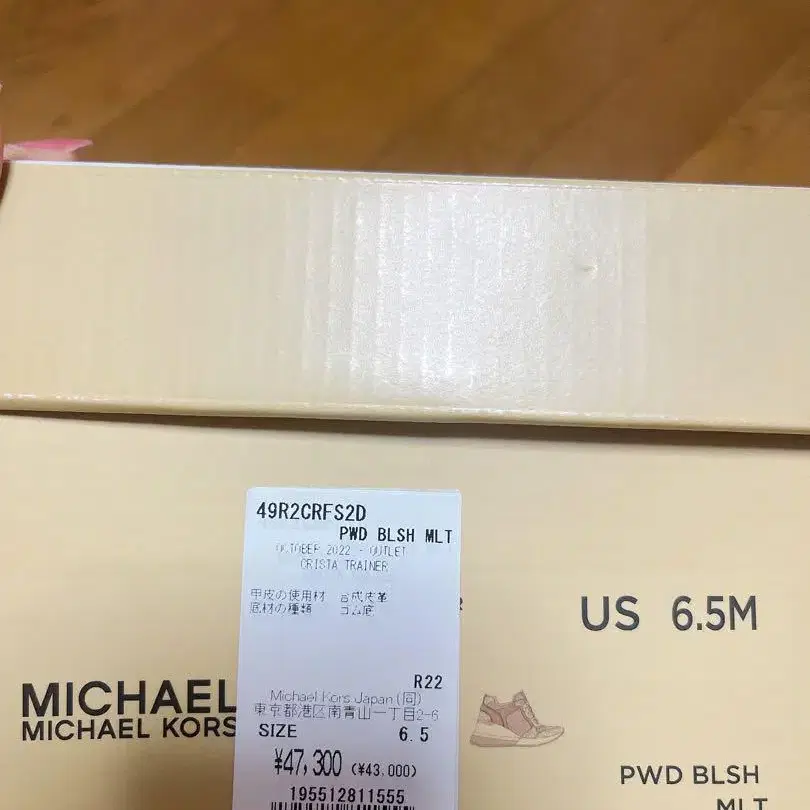 49R2CRFS2D
PWD BLSH MLT
OCTOBER 2022 - OUTLET
CRISTA TRAINER
甲皮の使用材 合成皮革
底材の種類 ゴム底
R22
Michael Kors Japan (同)
東京都港区南青山一丁目2-6
SIZE 6.5
¥47,300 (¥43,000)
195512811555
US 6.5M
MICHAEL
MICHAEL KORS
PWD BLSH
MLT